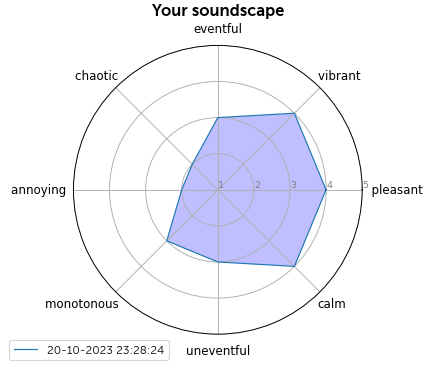 Your soundscape
eventful
chaotic
vibrant
annoying
1 2 3 4 5
pleasant
monotonous
calm
uneventful
20-10-2023 23:28:24